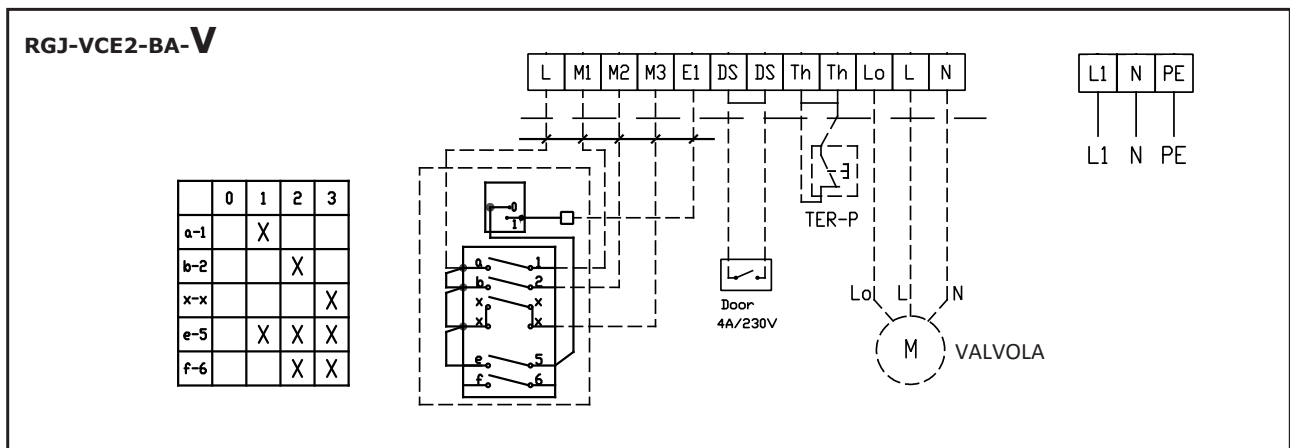 RGJ-VCE2-BA-V
L M1 M2 M3 E1 DS DS Th Th Lo L N
L1 N PE
L1 N PE
0 1 2 3
a-1 X
b-2 X
x-x X
e-5 X X X
f-6 X X
0
1
a 1
b 2
x x
x x
e 5
f 6
Door
4A/230V
TER-P
Lo L N
M VALVOLA